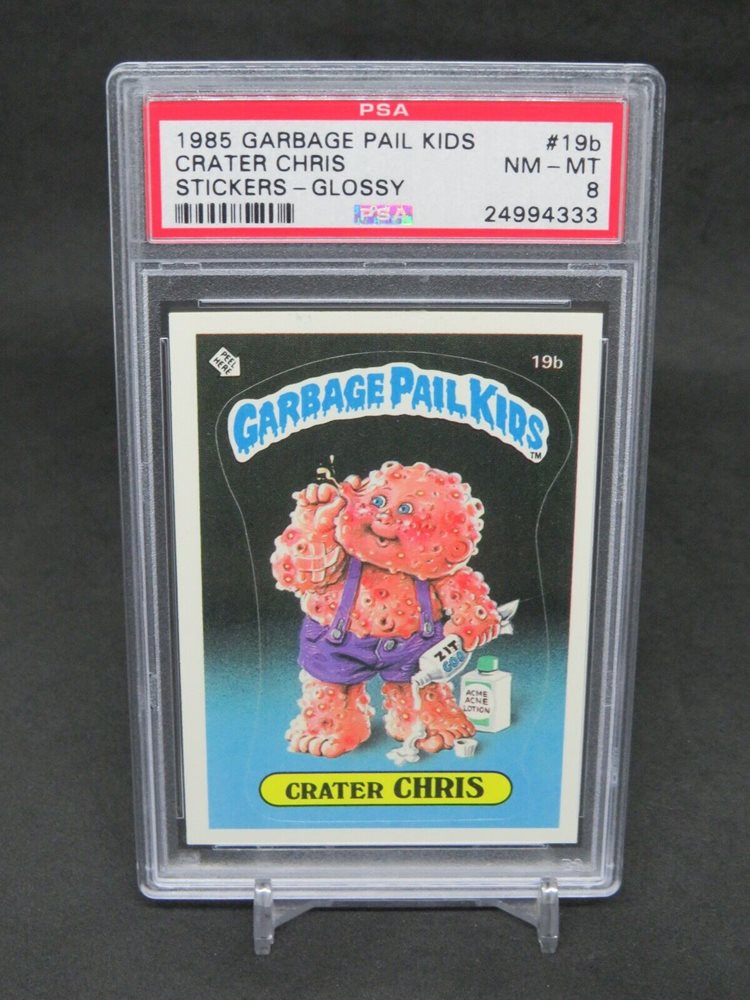 PSA
1985 GARBAGE PAIL KIDS #19b
CRATER CHRIS NM - MT
STICKERS - GLOSSY 8
PSA 24994333
PEEL
HERE
19b
GARBAGE PAIL KIDS
TM
ZIT
GOO
ACME
ACNE
LOTION
CRATER CHRIS